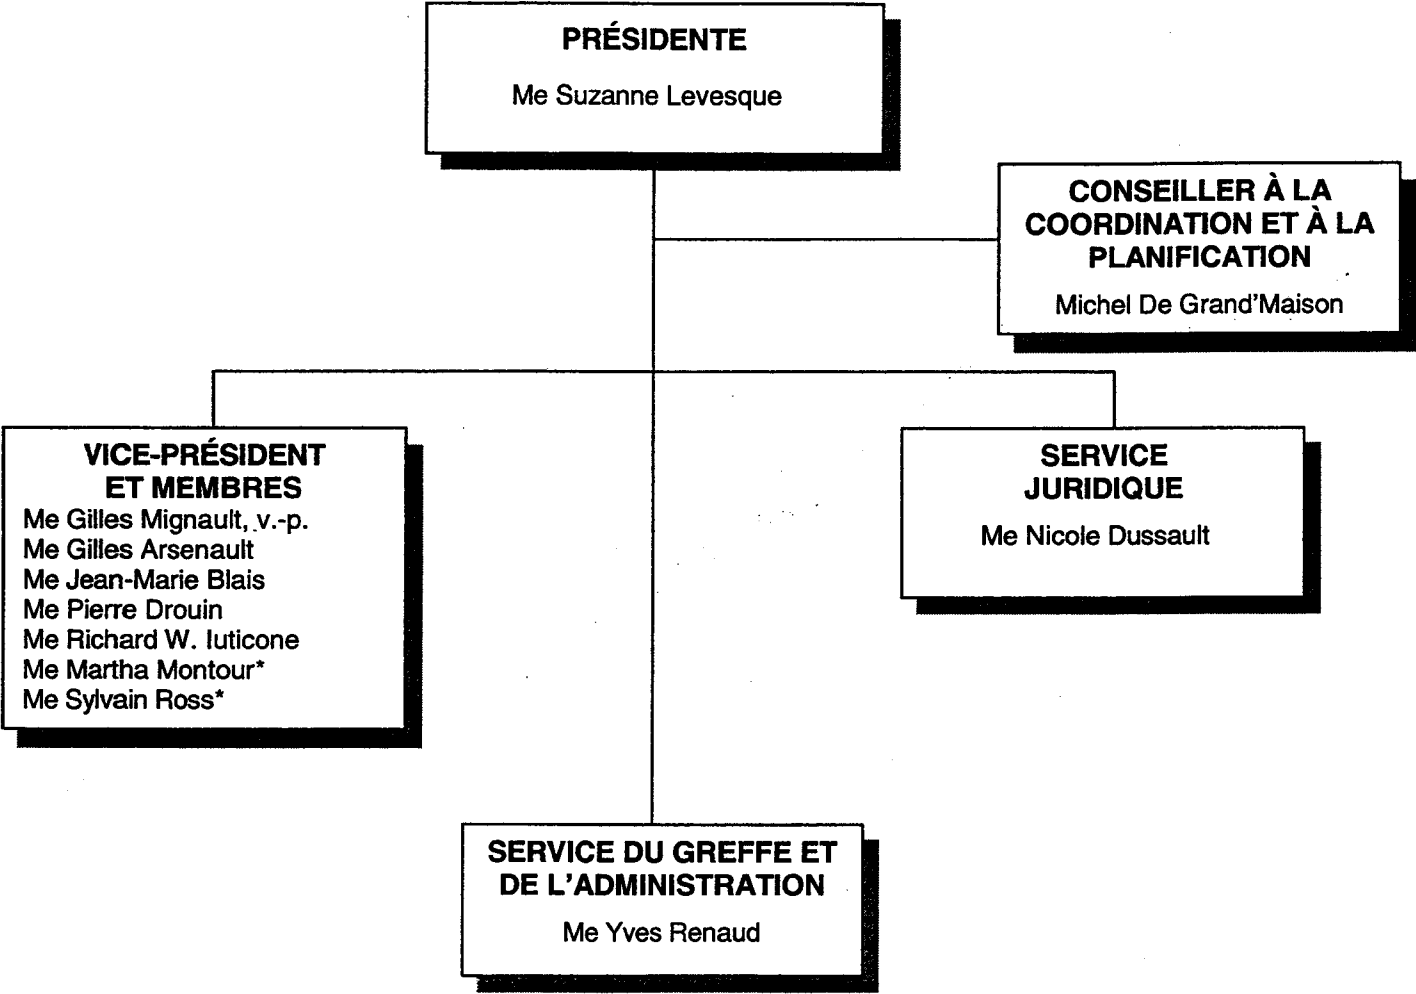 PRÉSIDENTE
Me Suzanne Levesque
CONSEILLER À LA
COORDINATION ET À LA
PLANIFICATION
Michel De Grand'Maison
VICE-PRÉSIDENT
ET MEMBRES
Me Gilles Mignault, v.-p.
Me Gilles Arsenault
Me Jean-Marie Blais
Me Pierre Drouin
Me Richard W. Iuticone
Me Martha Montour*
Me Sylvain Ross*
SERVICE
JURIDIQUE
Me Nicole Dussault
SERVICE DU GREFFE ET
DE L'ADMINISTRATION
Me Yves Renaud